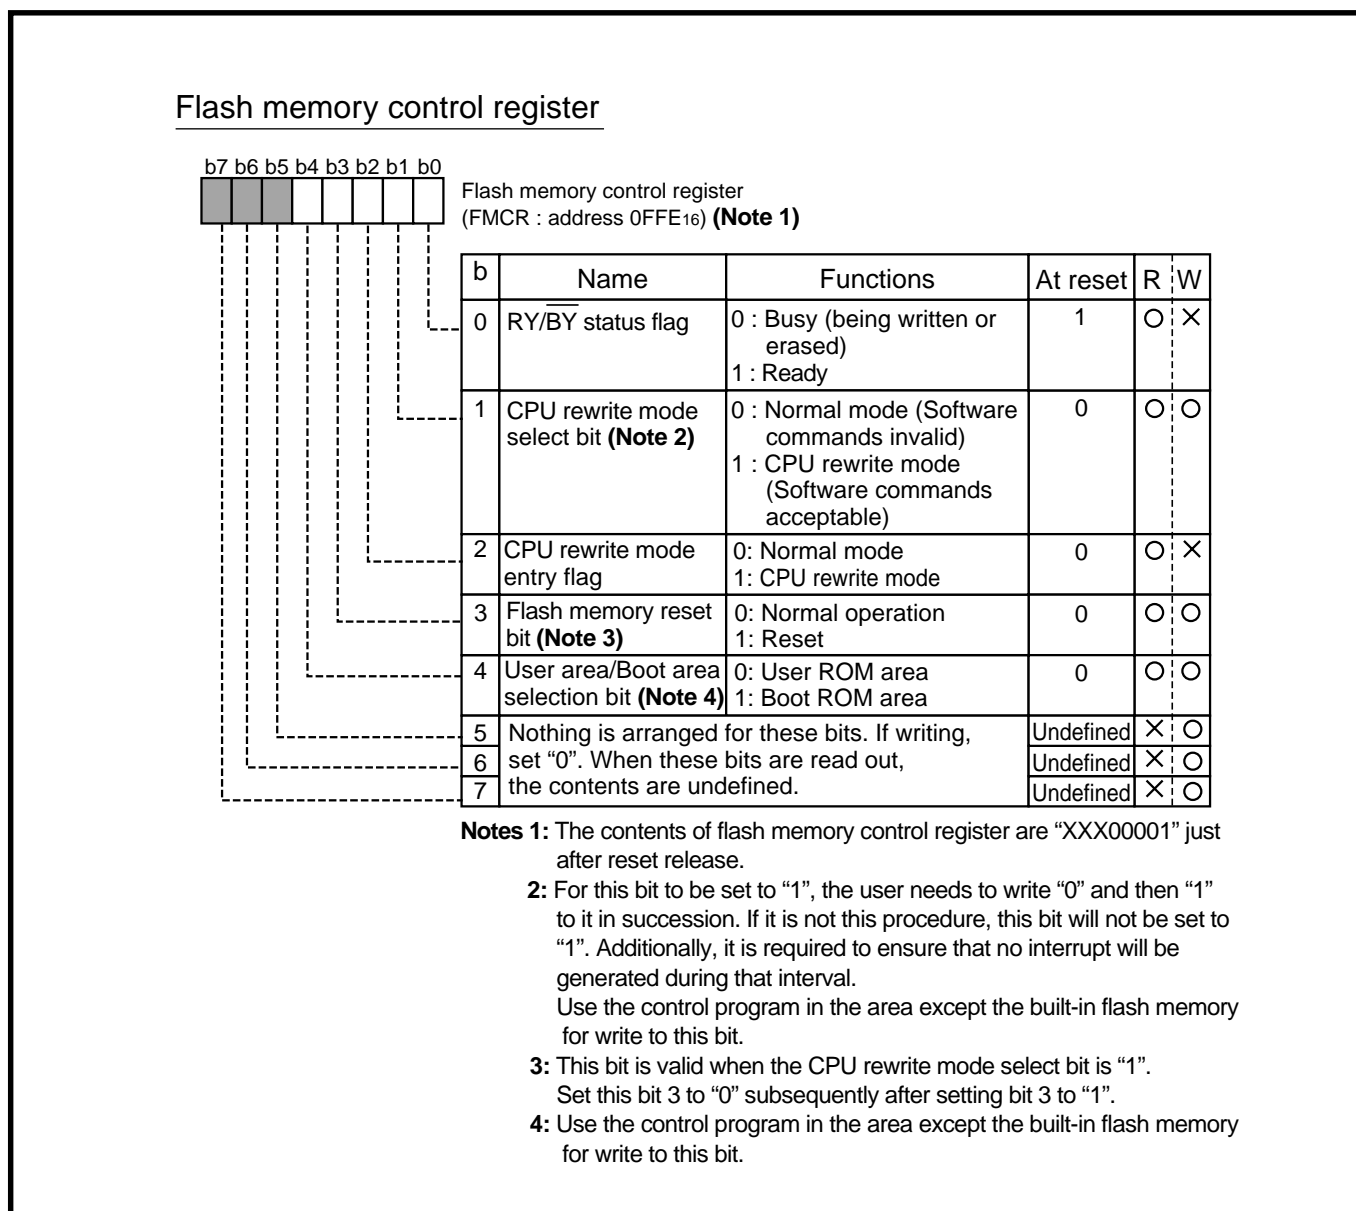 Flash memory control register
b7 b6 b5 b4 b3 b2 b1 b0
Flash memory control register
(FMCR : address 0FFE16) (Note 1)
b Name Functions At reset R W
0 RY/BY status flag 0 : Busy (being written or 1 ○ ×
erased)
1 : Ready
1 CPU rewrite mode 0 : Normal mode (Software 0 ○ ○
select bit (Note 2) commands invalid)
1 : CPU rewrite mode
(Software commands
acceptable)
2 CPU rewrite mode 0: Normal mode 0 ○ ×
entry flag 1: CPU rewrite mode
3 Flash memory reset 0: Normal operation 0 ○ ○
bit (Note 3) 1: Reset
4 User area/Boot area 0: User ROM area 0 ○ ○
selection bit (Note 4) 1: Boot ROM area
5 Nothing is arranged for these bits. If writing, Undefined × ○
6 set “0”. When these bits are read out, Undefined × ○
7 the contents are undefined. Undefined × ○
Notes 1: The contents of flash memory control register are “XXX00001” just
after reset release.
2: For this bit to be set to “1”, the user needs to write “0” and then “1”
to it in succession. If it is not this procedure, this bit will not be set to
“1”. Additionally, it is required to ensure that no interrupt will be
generated during that interval.
Use the control program in the area except the built-in flash memory
for write to this bit.
3: This bit is valid when the CPU rewrite mode select bit is “1”.
Set this bit 3 to “0” subsequently after setting bit 3 to “1”.
4: Use the control program in the area except the built-in flash memory
for write to this bit.